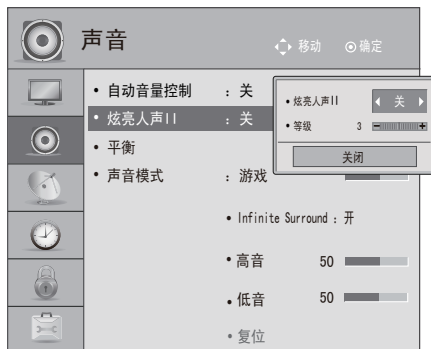 声音
移动 确定
• 自动音量控制 ：关
• 炫亮人声II ：关
• 平衡
• 声音模式 ：游戏
• Infinite Surround：开
• 高音 50
• 低音 50
• 复位
• 炫亮人声II 关
• 等级 3
关闭